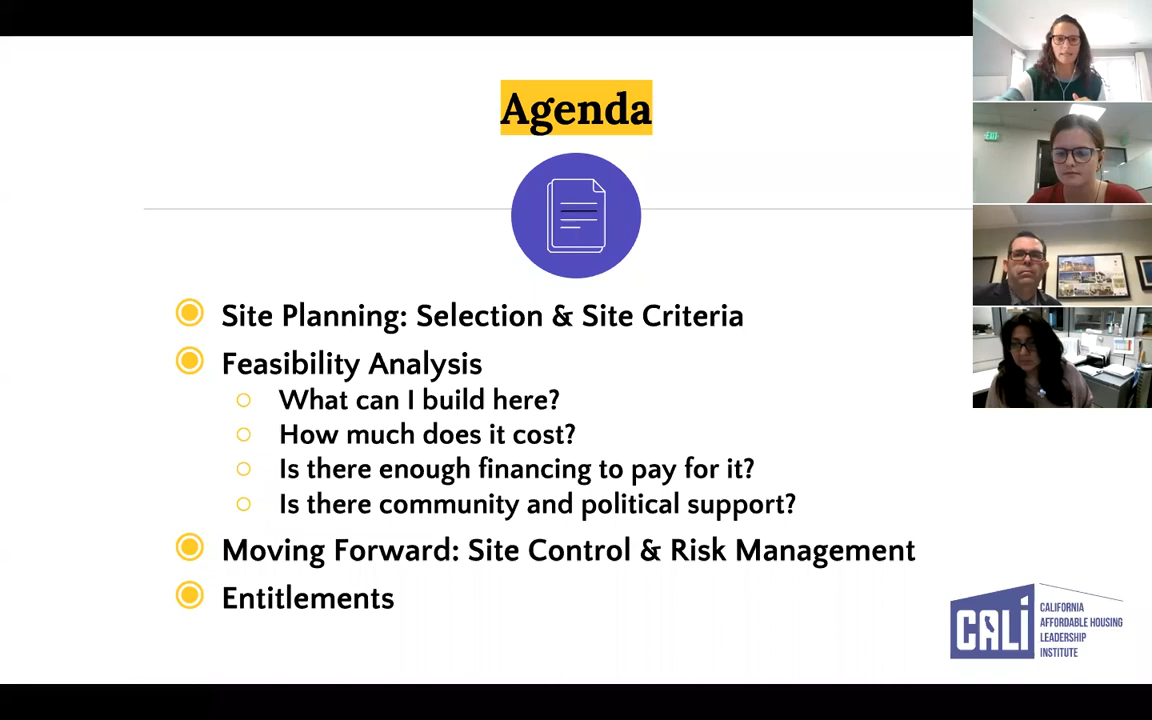 Agenda
Site Planning: Selection & Site Criteria
Feasibility Analysis
What can I build here?
How much does it cost?
Is there enough financing to pay for it?
Is there community and political support?
Moving Forward: Site Control & Risk Management
Entitlements
CALI
CALIFORNIA
AFFORDABLE HOUSING
LEADERSHIP
INSTITUTE
EXIT